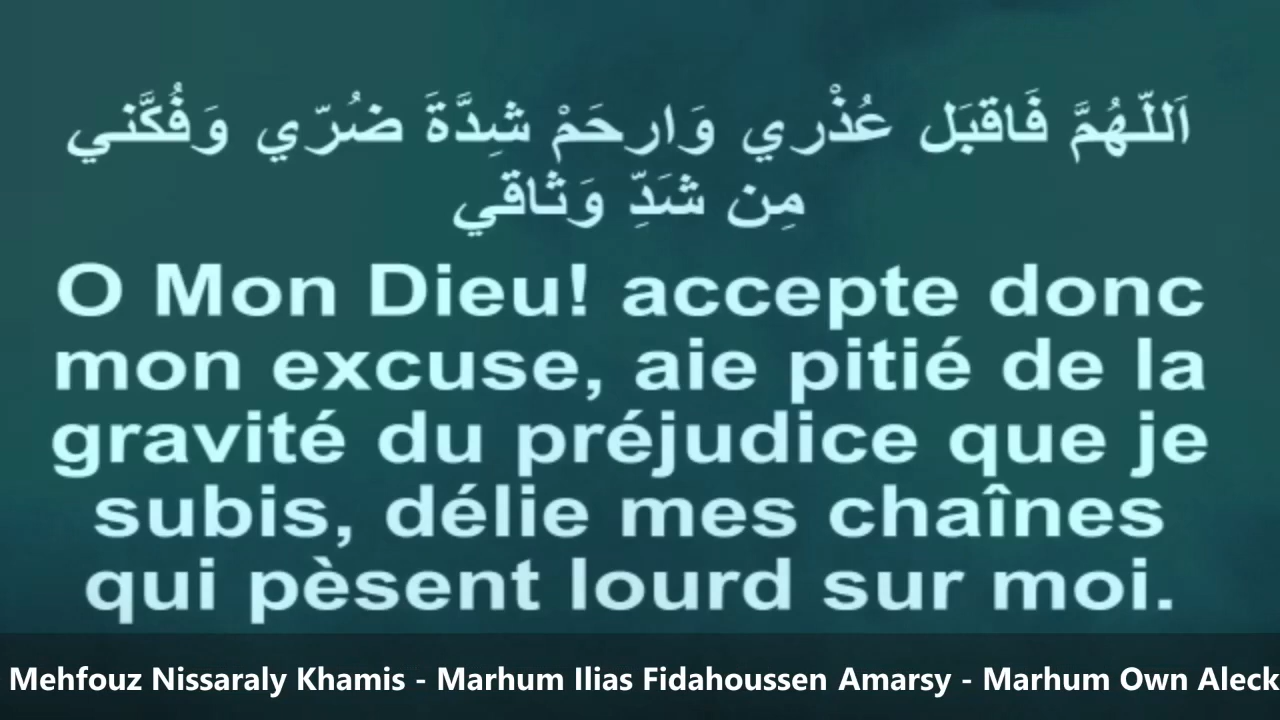 اَللّهُمَّ فَاقبَل عُذْري وَارحَمْ شِدَّةَ ضُرّي وَفُكَّني
مِن شَدِّ وَثاقي
O Mon Dieu! accepte donc
mon excuse, aie pitié de la
gravité du préjudice que je
subis, délie mes chaînes
qui pèsent lourd sur moi.
Mehfouz Nissaraly Khamis - Marhum Ilias Fidahoussen Amarsy - Marhum Own Aleck